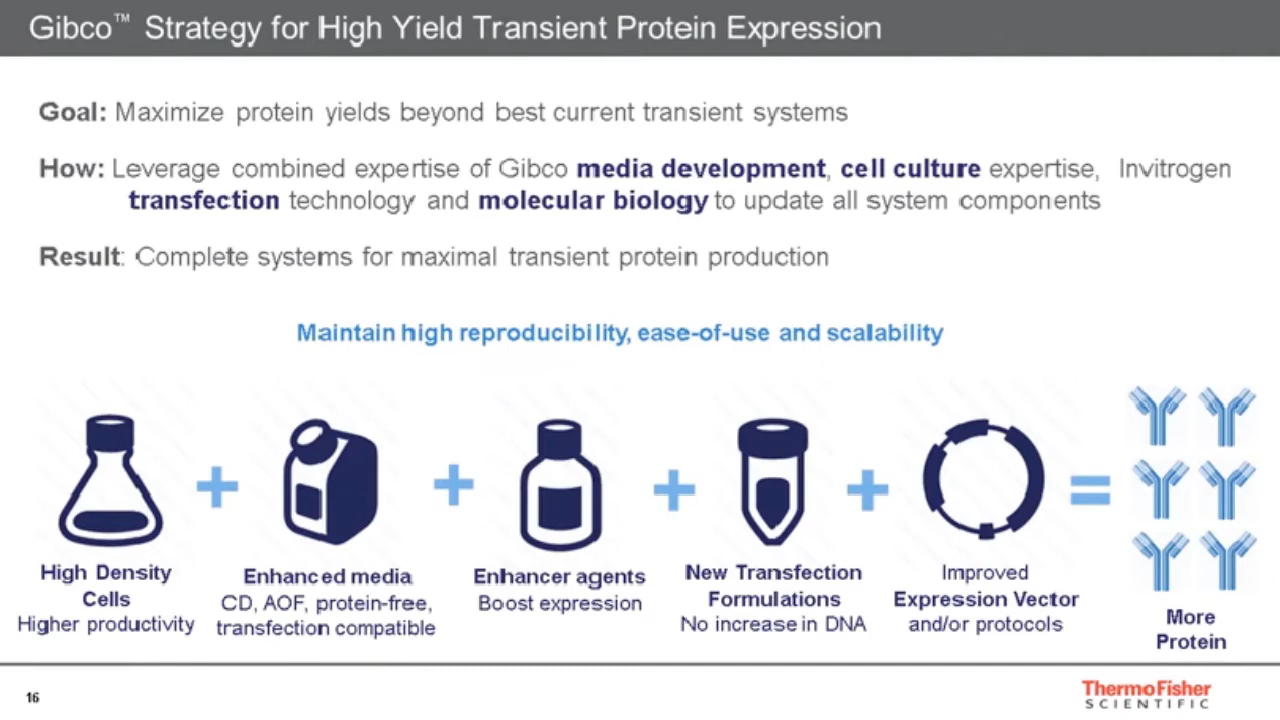 Gibco™ Strategy for High Yield Transient Protein Expression
Goal: Maximize protein yields beyond best current transient systems
How: Leverage combined expertise of Gibco media development, cell culture expertise, Invitrogen
transfection technology and molecular biology to update all system components
Result: Complete systems for maximal transient protein production
Maintain high reproducibility, ease-of-use and scalability
+ + + + =
High Density
Cells
Higher productivity
Enhanced media
CD, AOF, protein-free,
transfection compatible
Enhancer agents
Boost expression
New Transfection
Formulations
No increase in DNA
Improved
Expression Vector
and/or protocols
More
Protein
16
ThermoFisher
SCIENTIFIC